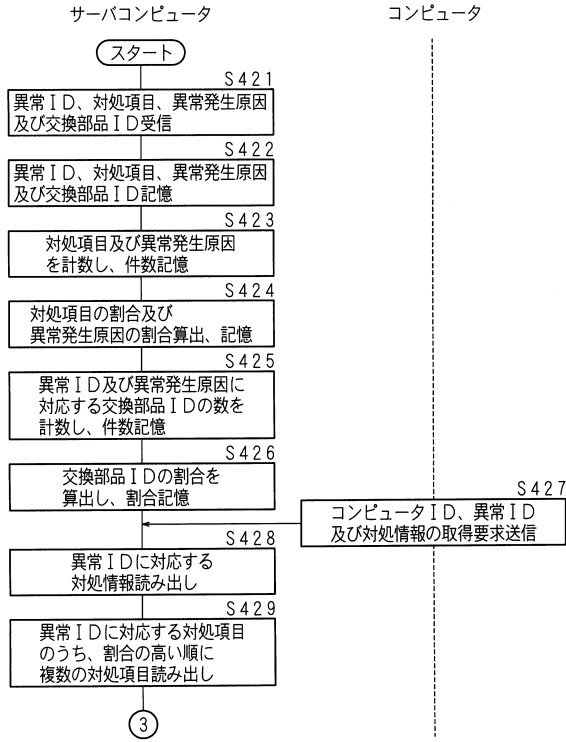 サーバコンピュータ
コンピュータ
スタート
S421
異常ID、対処項目、異常発生原因
及び交換部品ID受信
S422
異常ID、対処項目、異常発生原因
及び交換部品ID記憶
S423
対処項目及び異常発生原因
を計数し、件数記憶
S424
対処項目の割合及び
異常発生原因の割合算出、記憶
S425
異常ID及び異常発生原因に
対応する交換部品IDの数を
計数し、件数記憶
S426
交換部品IDの割合を
算出し、割合記憶
S427
コンピュータID、異常ID
及び対処情報の取得要求送信
S428
異常IDに対応する
対処情報読み出し
S429
異常IDに対応する対処項目
のうち、割合の高い順に
複数の対処項目読み出し
3